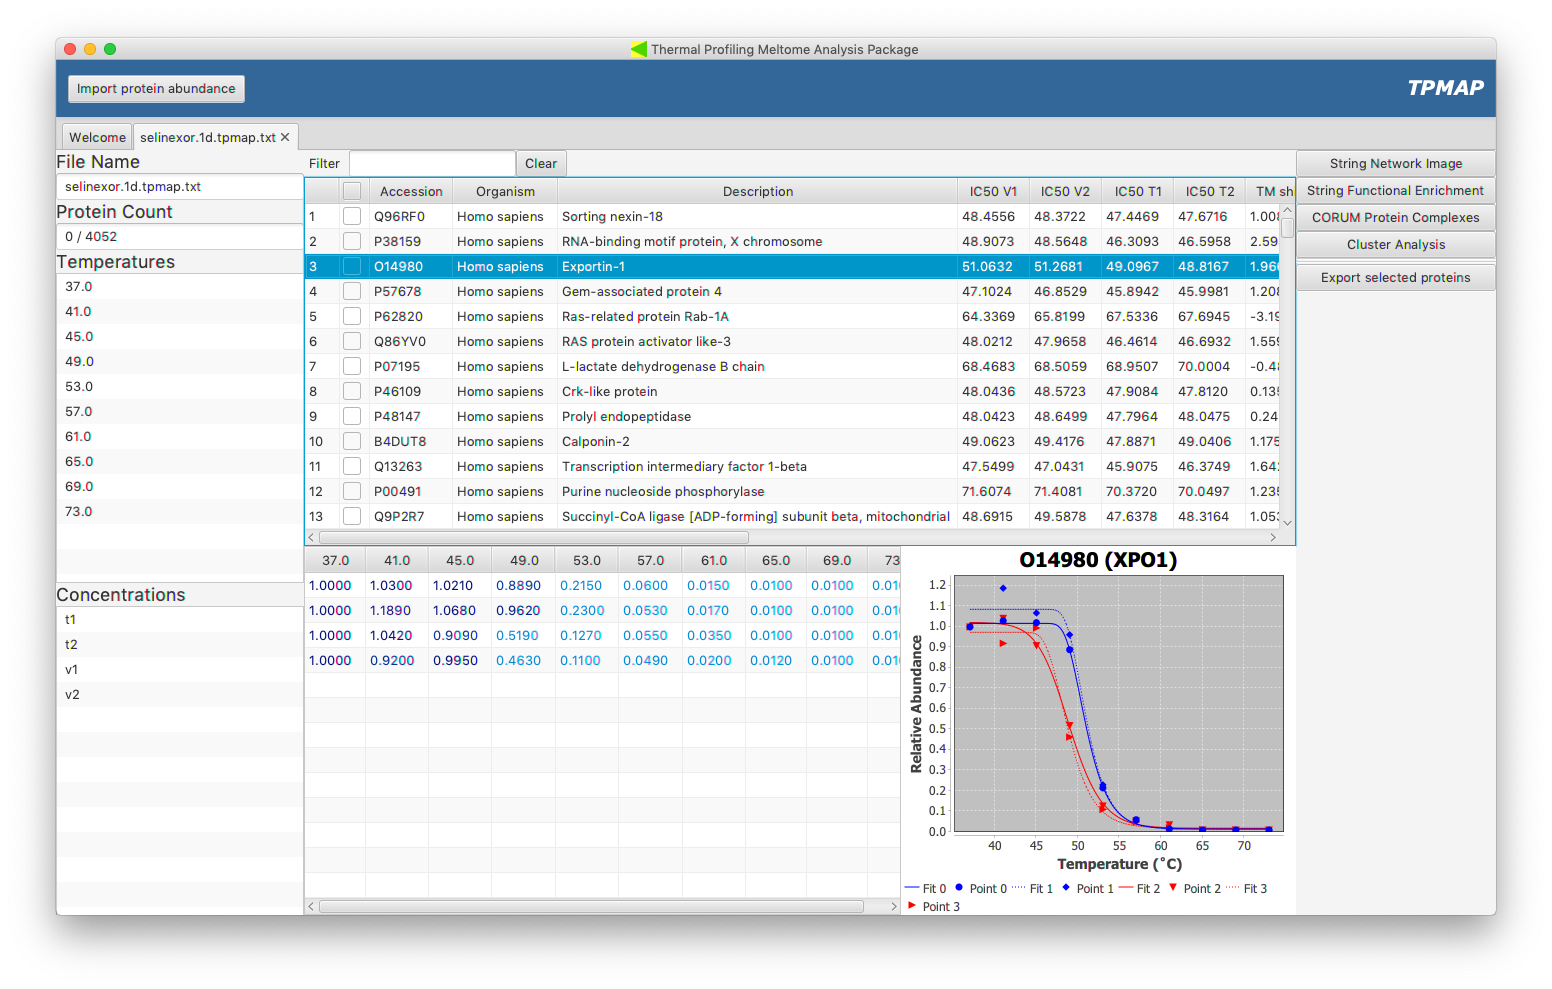 Thermal Profiling Meltome Analysis Package
Import protein abundance
TPMAP
Welcome
selinexor.1d.tpmap.txt ✕
File Name
selinexor.1d.tpmap.txt
Protein Count
0 / 4052
Temperatures
37.0
41.0
45.0
49.0
53.0
57.0
61.0
65.0
69.0
73.0
Concentrations
t1
t2
v1
v2
Filter
Clear
Accession Organism Description IC50 V1 IC50 V2 IC50 T1 IC50 T2 TM shi
1 Q96RF0 Homo sapiens Sorting nexin-18 48.4556 48.3722 47.4469 47.6716 1.008
2 P38159 Homo sapiens RNA-binding motif protein, X chromosome 48.9073 48.5648 46.3093 46.5958 2.59
3 O14980 Homo sapiens Exportin-1 51.0632 51.2681 49.0967 48.8167 1.966
4 P57678 Homo sapiens Gem-associated protein 4 47.1024 46.8529 45.8942 45.9981 1.208
5 P62820 Homo sapiens Ras-related protein Rab-1A 64.3369 65.8199 67.5336 67.6945 -3.19
6 Q86YV0 Homo sapiens RAS protein activator like-3 48.0212 47.9658 46.4614 46.6932 1.559
7 P07195 Homo sapiens L-lactate dehydrogenase B chain 68.4683 68.5059 68.9507 70.0004 -0.48
8 P46109 Homo sapiens Crk-like protein 48.0436 48.5723 47.9084 47.8120 0.135
9 P48147 Homo sapiens Prolyl endopeptidase 48.0423 48.6499 47.7964 48.0475 0.24
10 B4DUT8 Homo sapiens Calponin-2 49.0623 49.4176 47.8871 49.0406 1.175
11 Q13263 Homo sapiens Transcription intermediary factor 1-beta 47.5499 47.0431 45.9075 46.3749 1.642
12 P00491 Homo sapiens Purine nucleoside phosphorylase 71.6074 71.4081 70.3720 70.0497 1.235
13 Q9P2R7 Homo sapiens Succinyl-CoA ligase [ADP-forming] subunit beta, mitochondrial 48.6915 49.5878 47.6378 48.3164 1.053
String Network Image
String Functional Enrichment
CORUM Protein Complexes
Cluster Analysis
Export selected proteins
37.0 41.0 45.0 49.0 53.0 57.0 61.0 65.0 69.0 73
1.0000 1.0300 1.0210 0.8890 0.2150 0.0600 0.0150 0.0100 0.0100 0.01
1.0000 1.1890 1.0680 0.9620 0.2300 0.0530 0.0170 0.0100 0.0100 0.01
1.0000 1.0420 0.9090 0.5190 0.1270 0.0550 0.0350 0.0100 0.0100 0.01
1.0000 0.9200 0.9950 0.4630 0.1100 0.0490 0.0200 0.0120 0.0100 0.01
O14980 (XPO1)
Relative Abundance
1.2
1.1
1.0
0.9
0.8
0.7
0.6
0.5
0.4
0.3
0.2
0.1
0.0
40 45 50 55 60 65 70
Temperature (˚C)
Fit 0 Point 0 Fit 1 Point 1 Fit 2 Point 2 Fit 3
Point 3